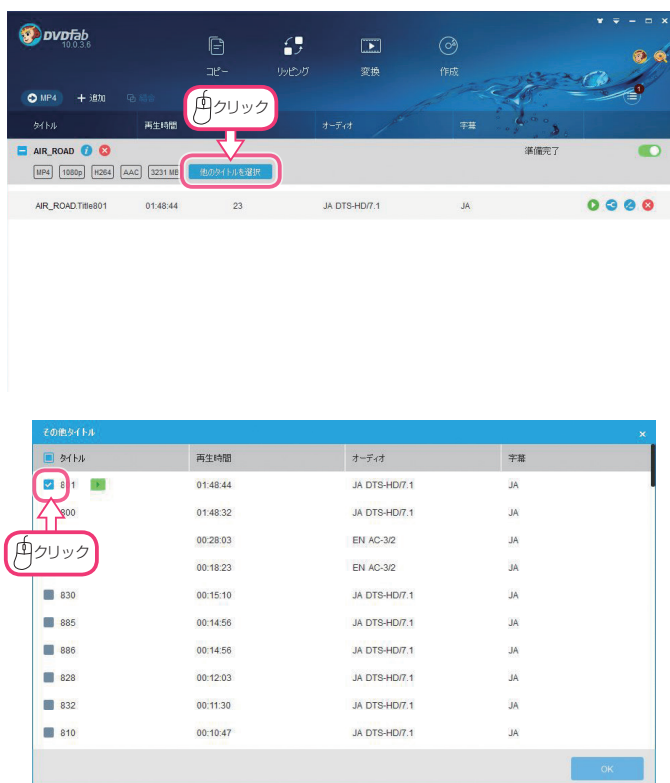 DVDFab
10.0.3.6
コピー リッピング 変換 作成
MP4 + 追加
クリック
1
タイトル 再生時間 オーディオ 字幕
AIR_ROAD 準備完了
MP4 1080p H264 AAC 3231 MB 他のタイトルを選択
AIR_ROAD.Title801 01:48:44 23 JA DTS-HD/7.1 JA
その他タイトル
タイトル 再生時間 オーディオ 字幕
01:48:44 JA DTS-HD/7.1 JA
800 01:48:32 JA DTS-HD/7.1 JA
クリック
00:28:03 EN AC-3/2 JA
00:18:23 EN AC-3/2 JA
830 00:15:10 JA DTS-HD/7.1 JA
885 00:14:56 JA DTS-HD/7.1 JA
886 00:14:56 JA DTS-HD/7.1 JA
828 00:12:03 JA DTS-HD/7.1 JA
832 00:11:30 JA DTS-HD/7.1 JA
810 00:10:47 JA DTS-HD/7.1 JA
OK